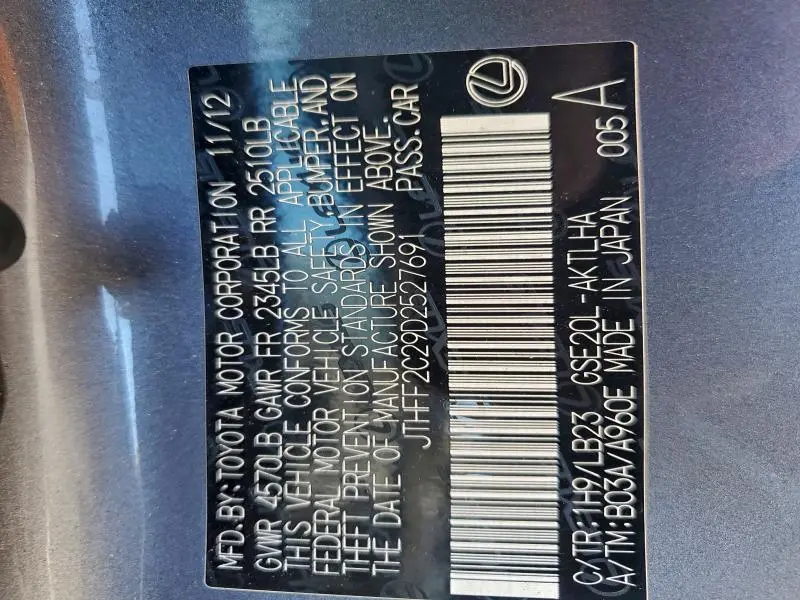 MFD.BY:TOYOTA MOTOR CORPORATION 11/12
GVWR 4570LB GAWR FR 2345LB RR 2510LB
THIS VEHICLE CONFORMS TO ALL APPLICABLE
FEDERAL MOTOR VEHICLE SAFETY BUMPER,AND
THEFT PREVENTION STANDARDS IN EFFECT ON
THE DATE OF MANUFACTURE SHOWN ABOVE.
JTHFF2C29D2527691 PASS.CAR
C/TR:1H9/LB23 GSE20L-AKTLHA
A/TM:B03A/A960E MADE IN JAPAN
005 A